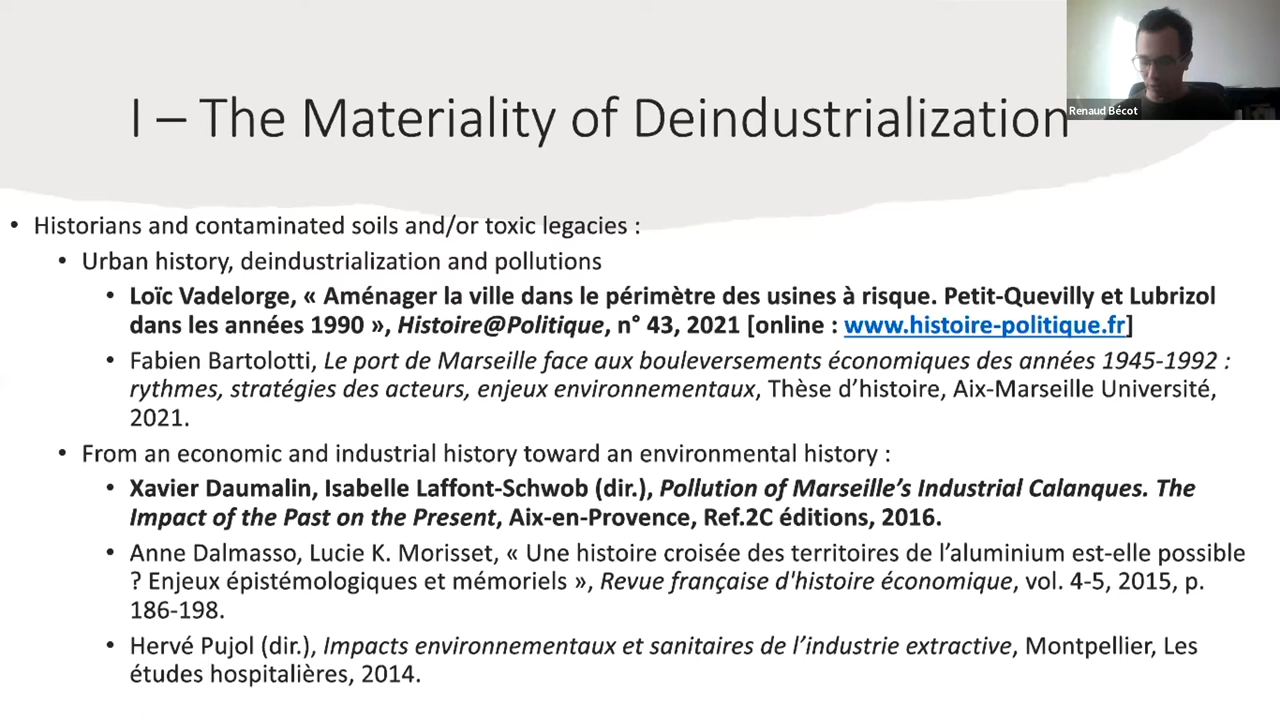 I – The Materiality of Deindustrialization
Renaud Bécot
• Historians and contaminated soils and/or toxic legacies :
• Urban history, deindustrialization and pollutions
• Loïc Vadelorge, « Aménager la ville dans le périmètre des usines à risque. Petit-Quevilly et Lubrizol
dans les années 1990 », Histoire@Politique, n° 43, 2021 [online : www.histoire-politique.fr]
• Fabien Bartolotti, Le port de Marseille face aux bouleversements économiques des années 1945-1992 :
rythmes, stratégies des acteurs, enjeux environnementaux, Thèse d’histoire, Aix-Marseille Université,
2021.
• From an economic and industrial history toward an environmental history :
• Xavier Daumalin, Isabelle Laffont-Schwob (dir.), Pollution of Marseille’s Industrial Calanques. The
Impact of the Past on the Present, Aix-en-Provence, Ref.2C éditions, 2016.
• Anne Dalmasso, Lucie K. Morisset, « Une histoire croisée des territoires de l’aluminium est-elle possible
? Enjeux épistémologiques et mémoriels », Revue française d'histoire économique, vol. 4-5, 2015, p.
186-198.
• Hervé Pujol (dir.), Impacts environnementaux et sanitaires de l’industrie extractive, Montpellier, Les
études hospitalières, 2014.